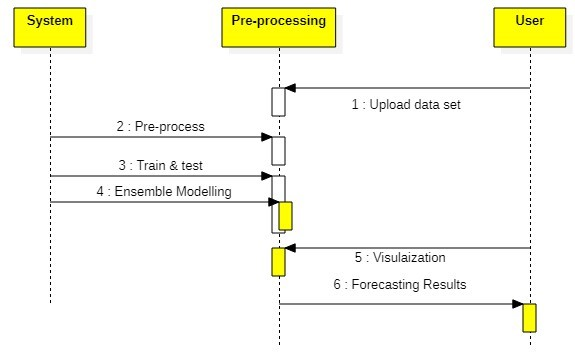 System
Pre-processing
User
1 : Upload data set
2 : Pre-process
3 : Train & test
4 : Ensemble Modelling
5 : Visulaization
6 : Forecasting Results